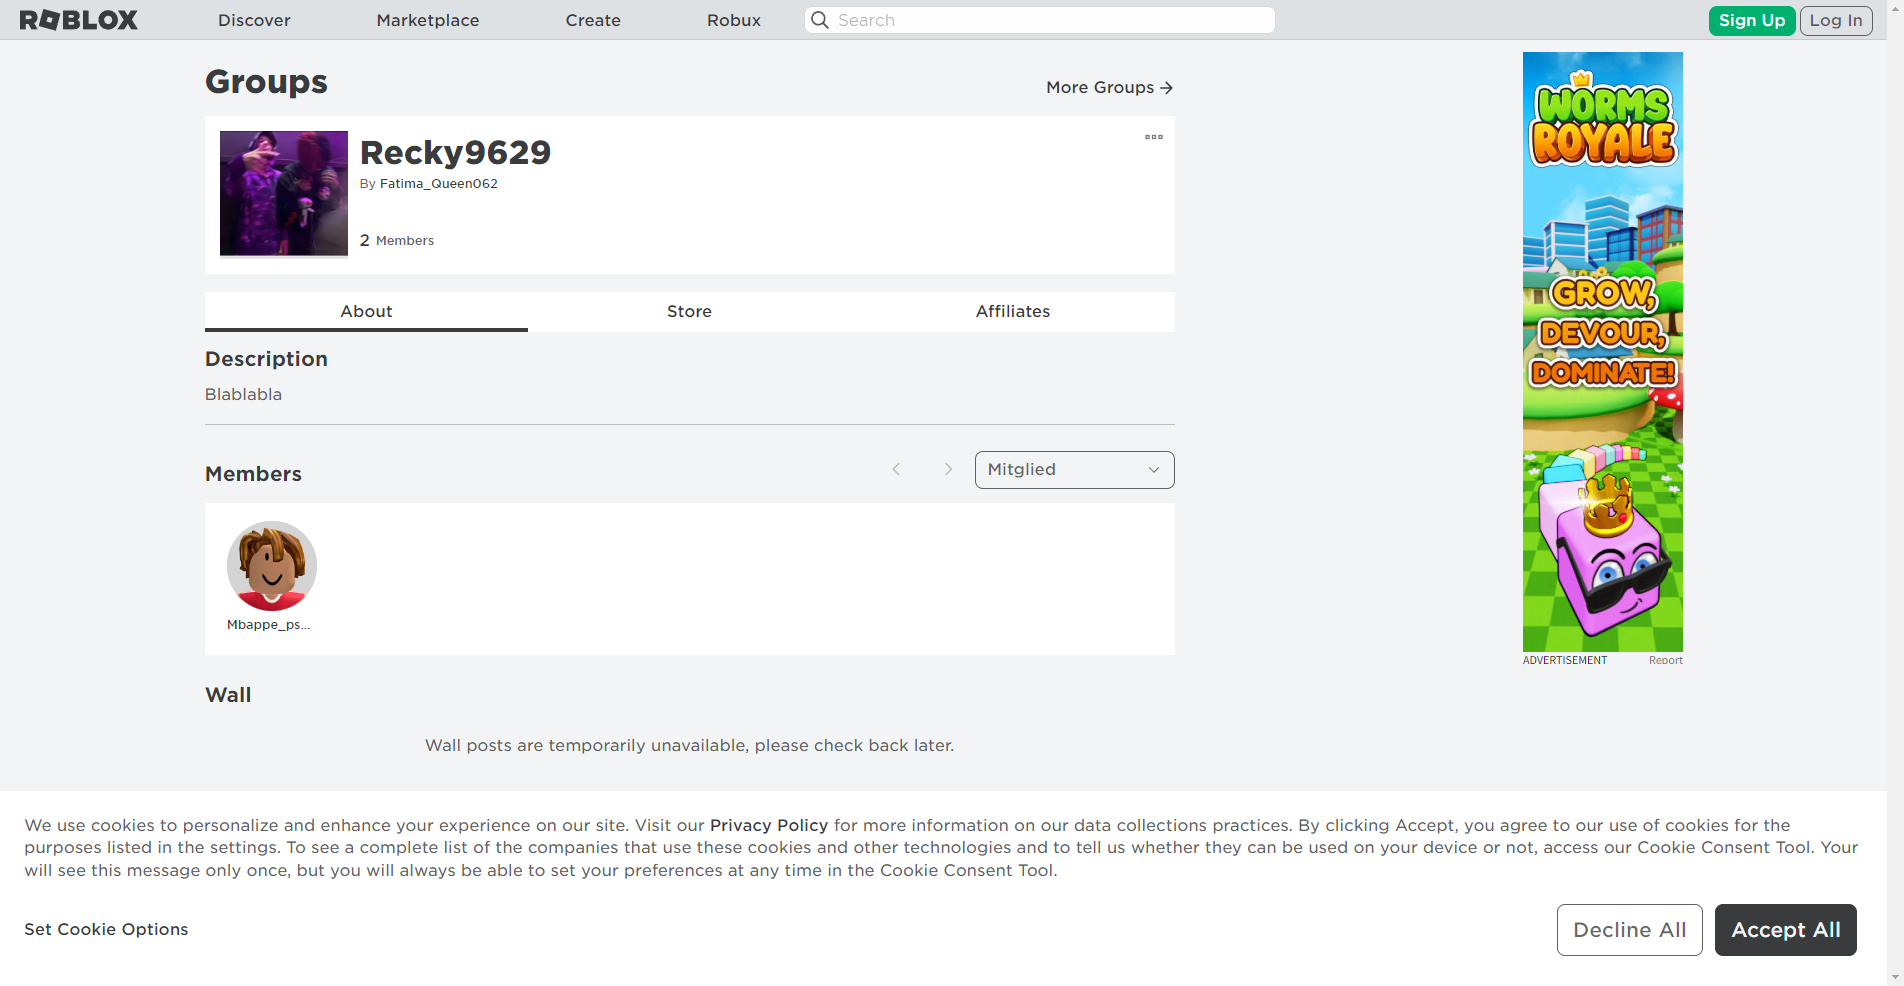 ROBLOX Discover Marketplace Create Robux Search Sign Up Log In
Groups
More Groups
Recky9629
By Fatima_Queen062
2 Members
About Store Affiliates
Description
Blablabla
Members
Mitglied
Mbappe_ps...
Wall
Wall posts are temporarily unavailable, please check back later.
WORMS
ROYALE
GROW,
DEVOUR,
DOMINATE!
ADVERTISEMENT Report
We use cookies to personalize and enhance your experience on our site. Visit our Privacy Policy for more information on our data collections practices. By clicking Accept, you agree to our use of cookies for the
purposes listed in the settings. To see a complete list of the companies that use these cookies and other technologies and to tell us whether they can be used on your device or not, access our Cookie Consent Tool. Your
will see this message only once, but you will always be able to set your preferences at any time in the Cookie Consent Tool.
Set Cookie Options
Decline All
Accept All